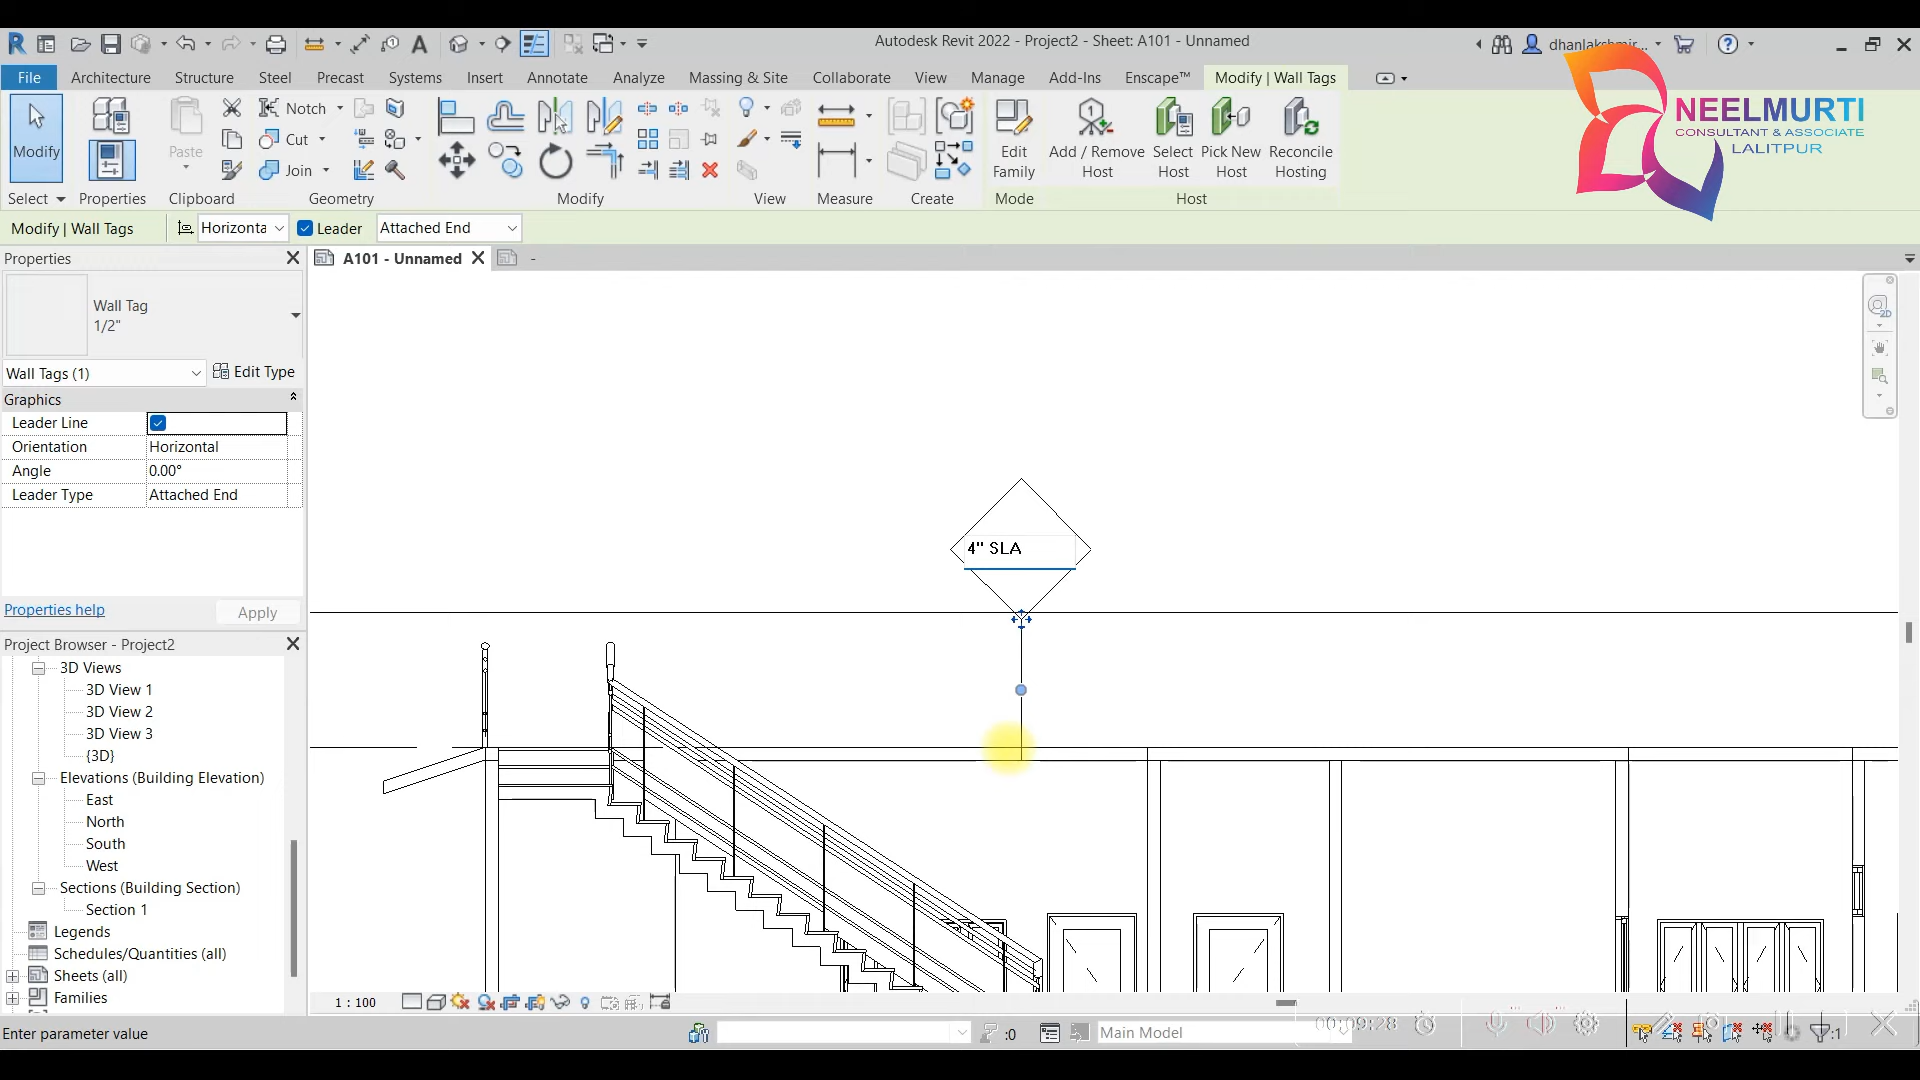 Autodesk Revit 2022 - Project2 - Sheet: A101 - Unnamed
dhanlakshmir...
File
Architecture
Structure
Steel
Precast
Systems
Insert
Annotate
Analyze
Massing & Site
Collaborate
View
Manage
Add-Ins
Enscape™
Modify | Wall Tags
NEELMURTI
CONSULTANT & ASSOCIATE
LALITPUR
Modify
Paste
Notch
Cut
Join
Edit Family
Add / Remove Host
Select Host
Pick New Host
Reconcile Hosting
Select
Properties
Clipboard
Geometry
Modify
View
Measure
Create
Mode
Host
Modify | Wall Tags
Horizonta
Leader
Attached End
Properties
A101 - Unnamed
-
Wall Tag
1/2"
Wall Tags (1)
Edit Type
Graphics
Leader Line
Orientation Horizontal
Angle 0.00°
Leader Type Attached End
4" SLA
Properties help
Apply
Project Browser - Project2
3D Views
3D View 1
3D View 2
3D View 3
{3D}
Elevations (Building Elevation)
East
North
South
West
Sections (Building Section)
Section 1
Legends
Schedules/Quantities (all)
Sheets (all)
Families
1 : 100
Enter parameter value
:0
Main Model
00:09:28
:1